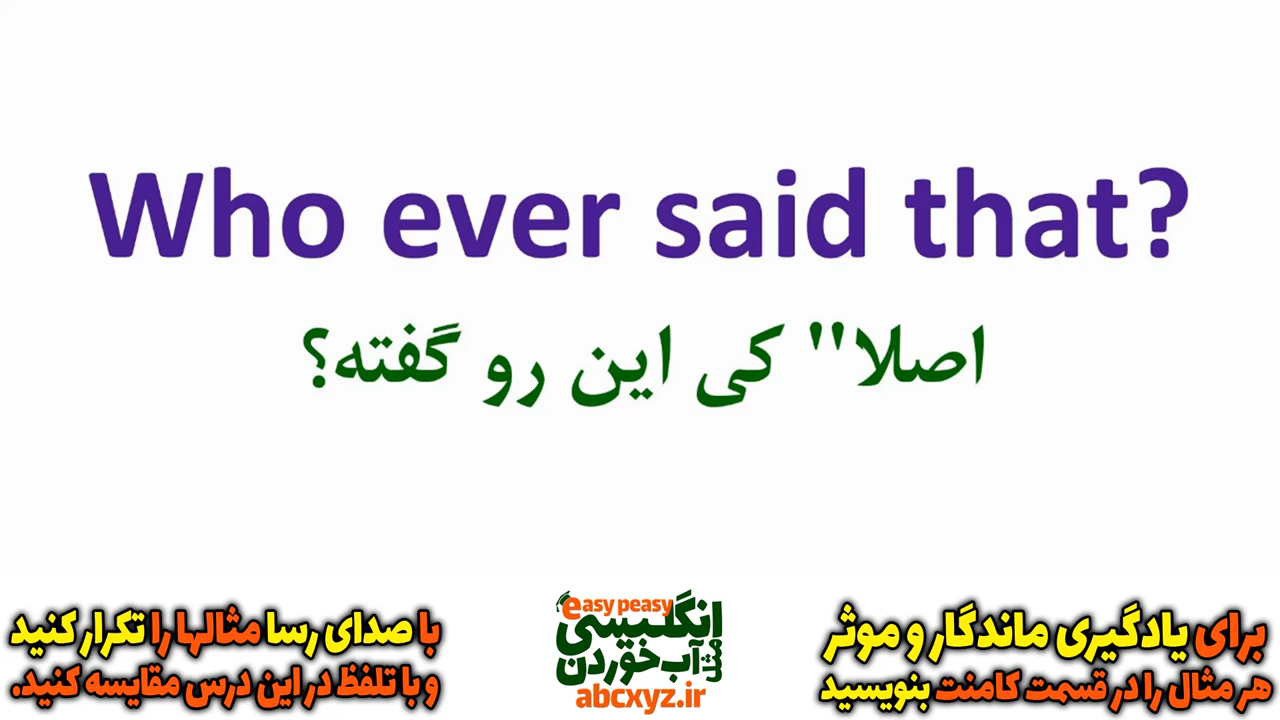 Who ever said that?
اصلا" کی این رو گفته؟
برای یادگیری ماندگار و موثر
هر مثال را در قسمت کامنت بنویسید
easy peasy
انگلیسی
مثل آب خوردن
abcxyz.ir
با صدای رسا مثالها را تکرار کنید
و با تلفظ در این درس مقایسه کنید.